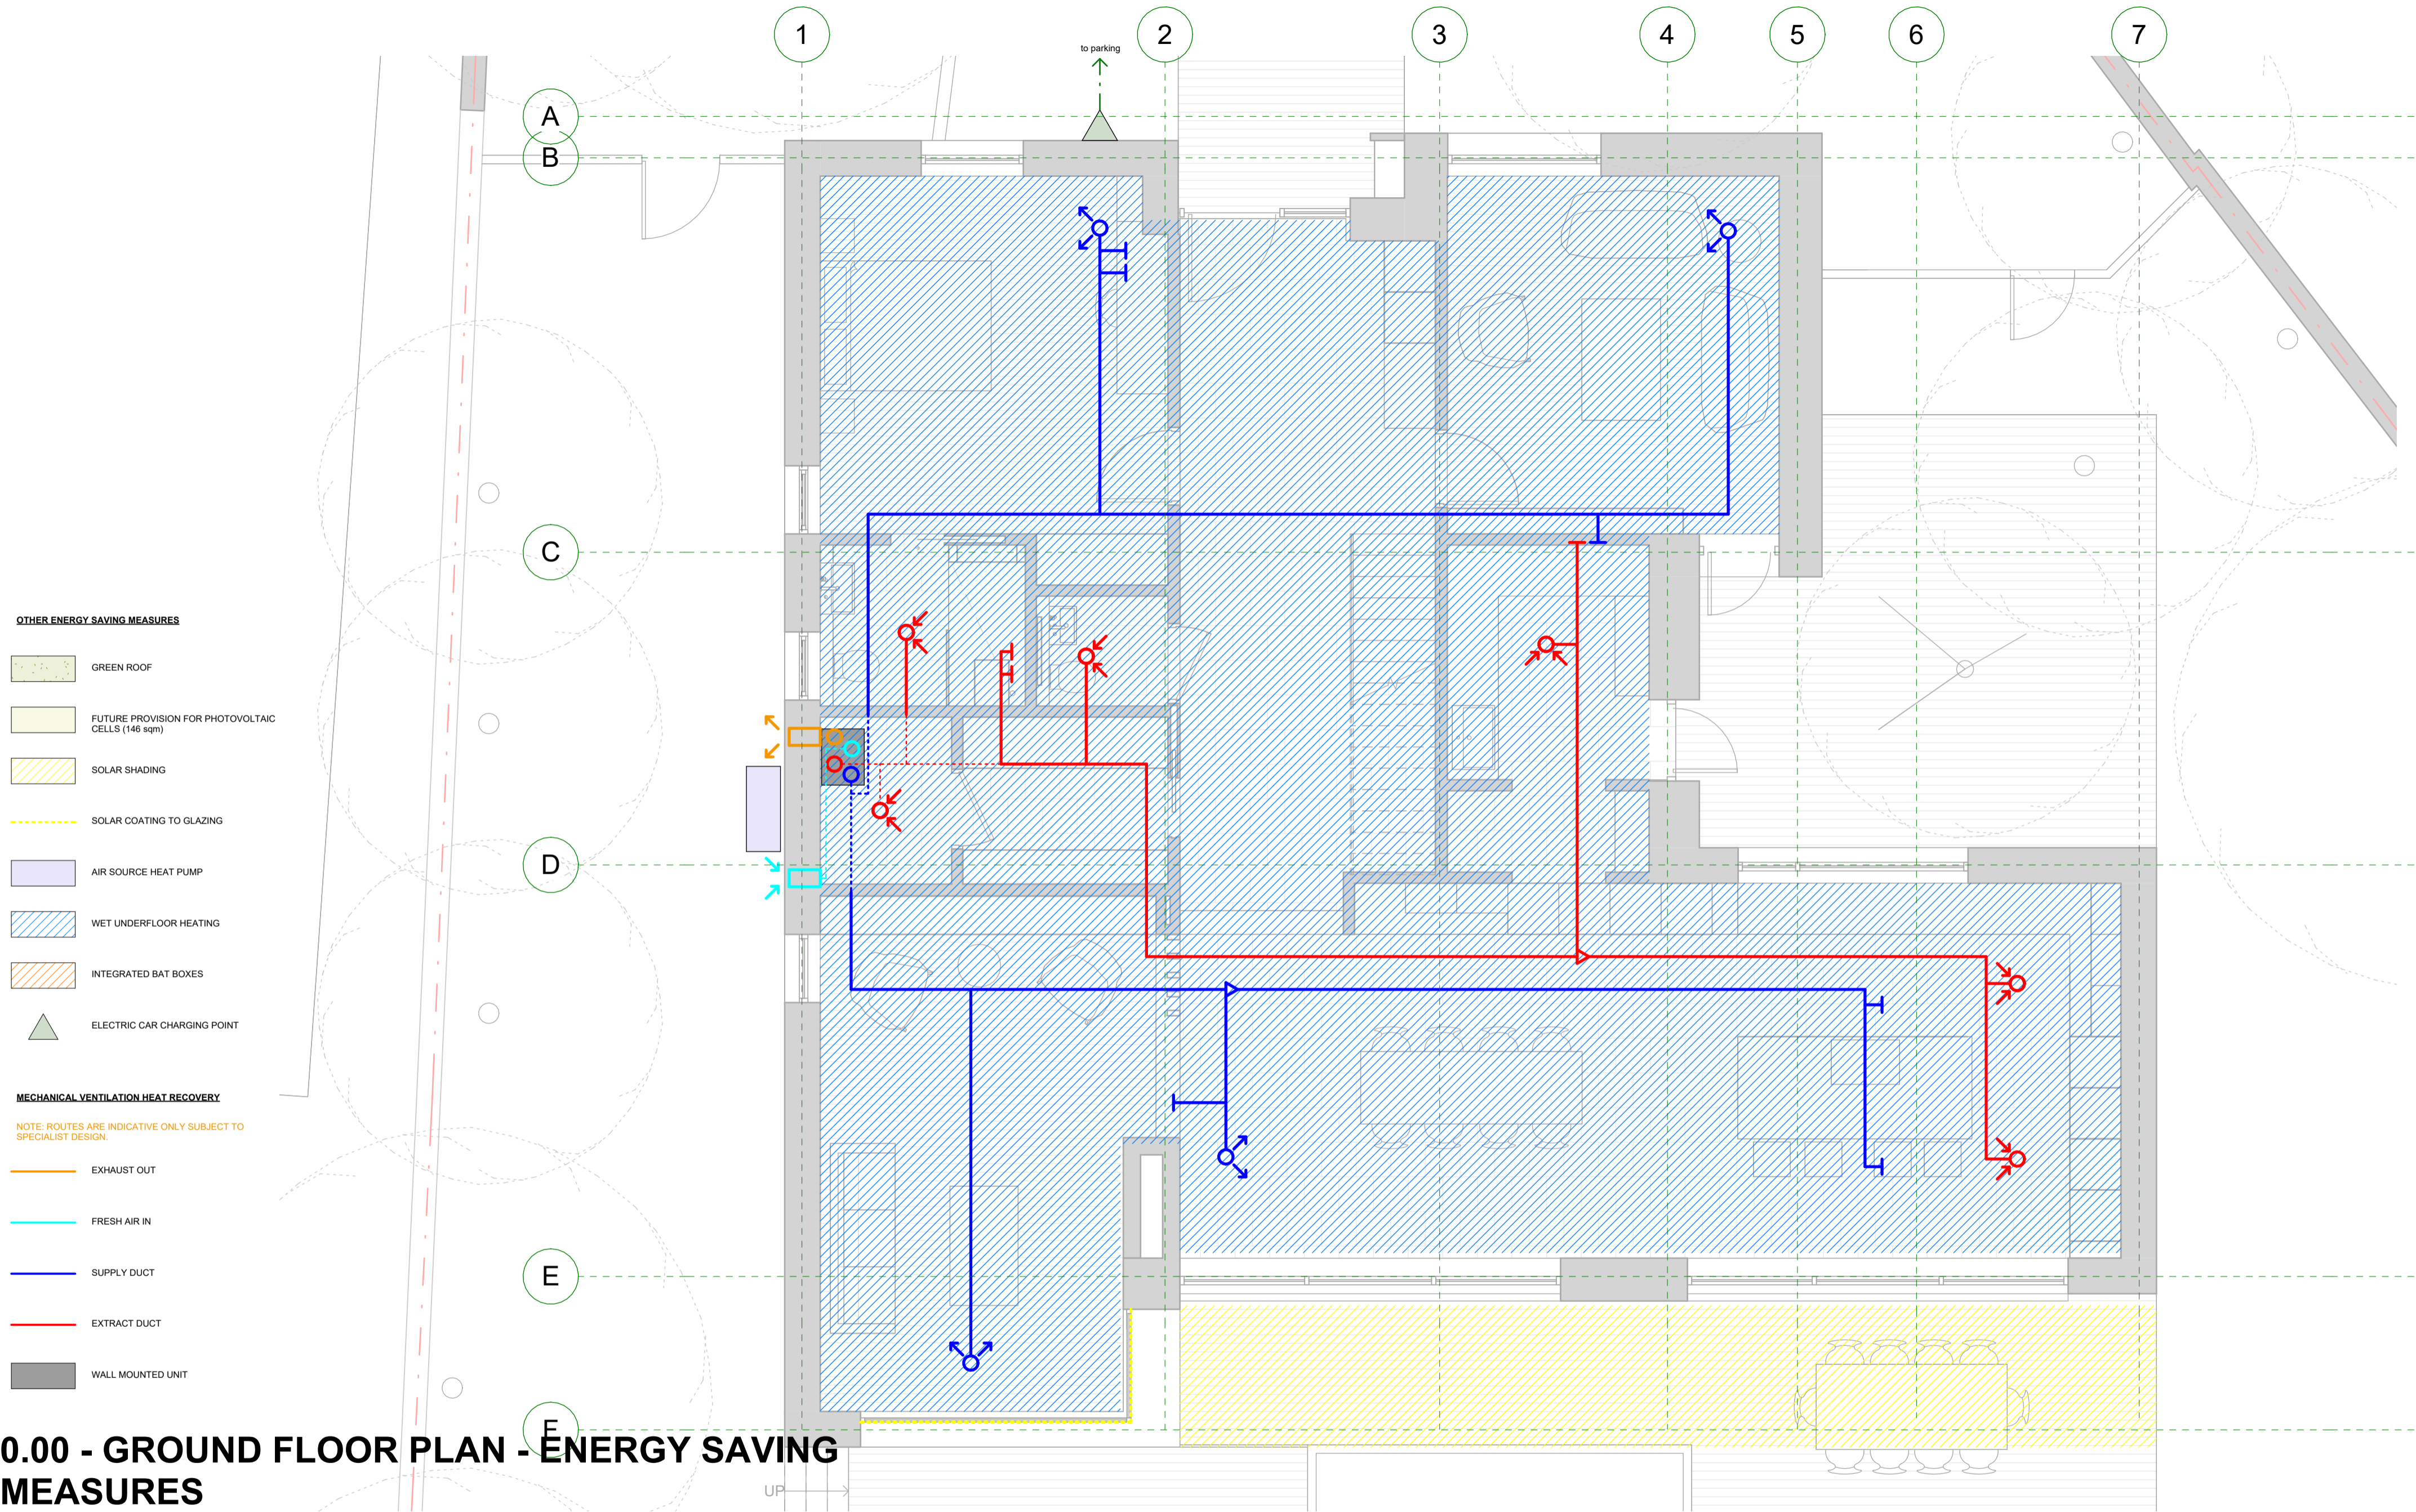 1 2 3 4 5 6 7
to parking
A
B
C
OTHER ENERGY SAVING MEASURES
GREEN ROOF
FUTURE PROVISION FOR PHOTOVOLTAIC
CELLS (146 sqm)
SOLAR SHADING
SOLAR COATING TO GLAZING
D
AIR SOURCE HEAT PUMP
WET UNDERFLOOR HEATING
INTEGRATED BAT BOXES
ELECTRIC CAR CHARGING POINT
MECHANICAL VENTILATION HEAT RECOVERY
NOTE: ROUTES ARE INDICATIVE ONLY SUBJECT TO
SPECIALIST DESIGN.
EXHAUST OUT
FRESH AIR IN
E
SUPPLY DUCT
EXTRACT DUCT
WALL MOUNTED UNIT
F
0.00 - GROUND FLOOR PLAN - ENERGY SAVING
MEASURES
UP